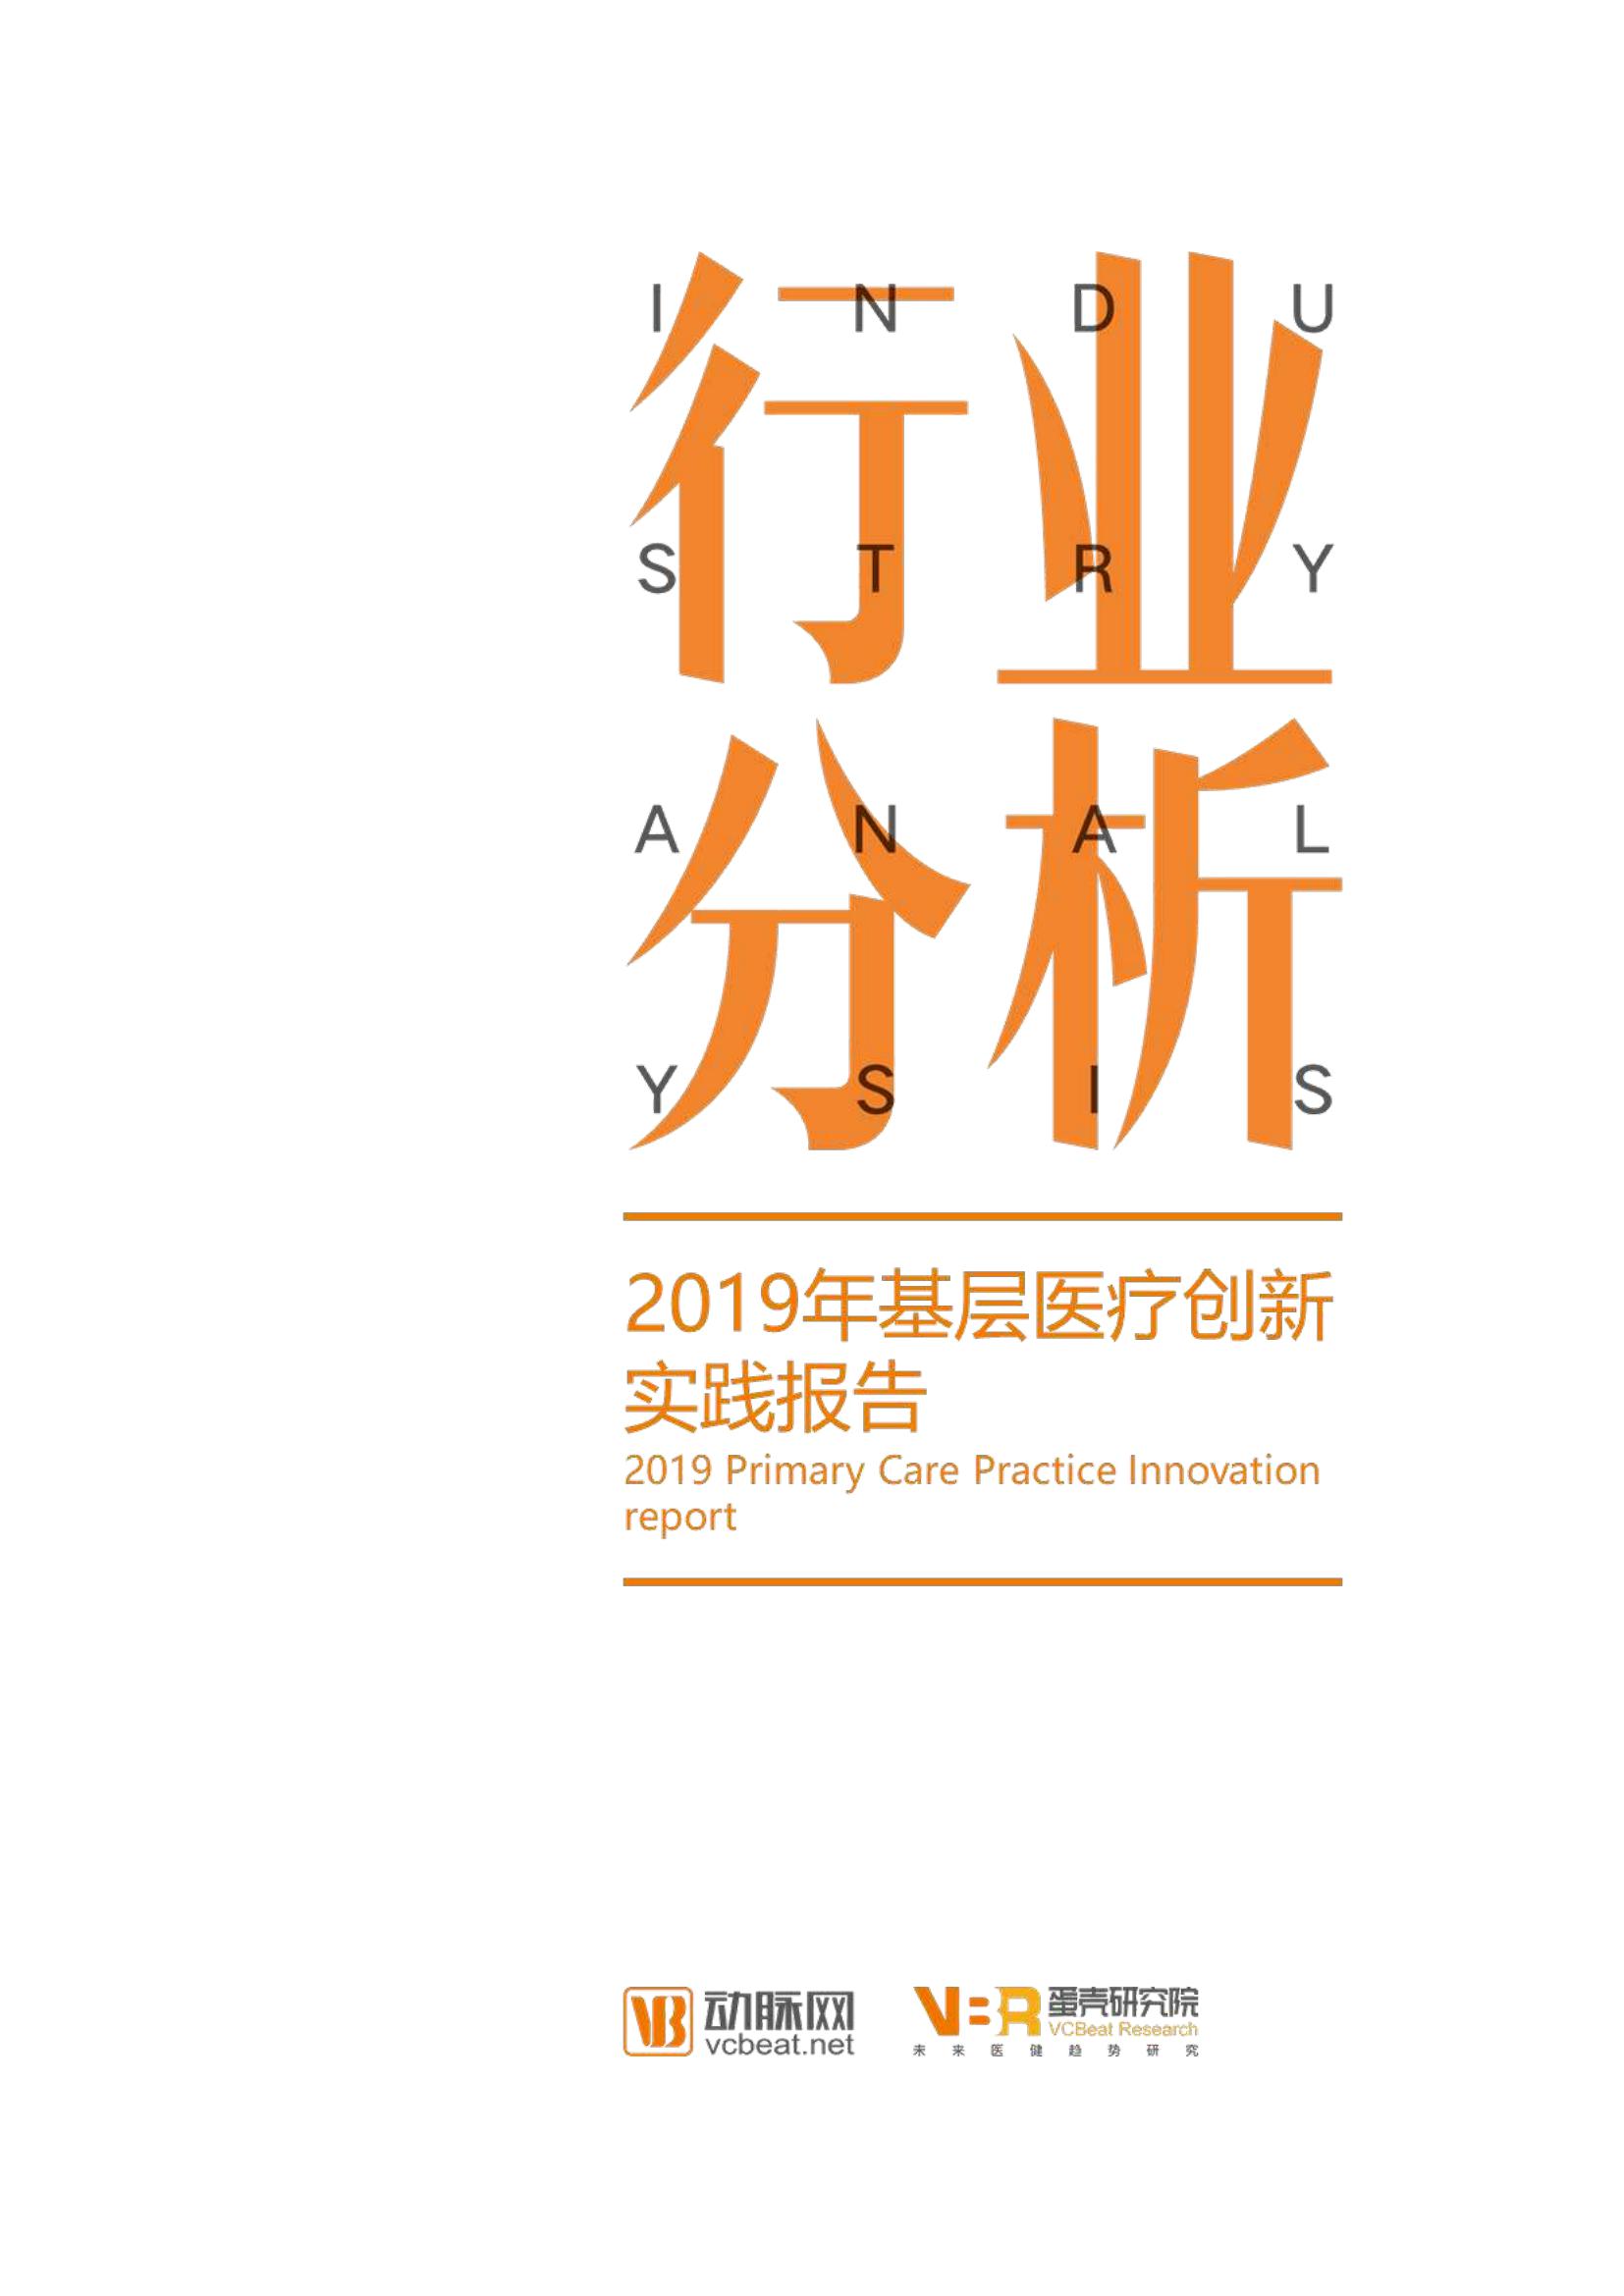 行业
I N D U
S T R Y
分析
A N A L
Y S I S
2019年基层医疗创新
实践报告
2019 Primary Care Practice Innovation
report
VB 动脉网
vcbeat.net
VBR 蛋壳研究院
VCBeat Research
未来医健趋势研究